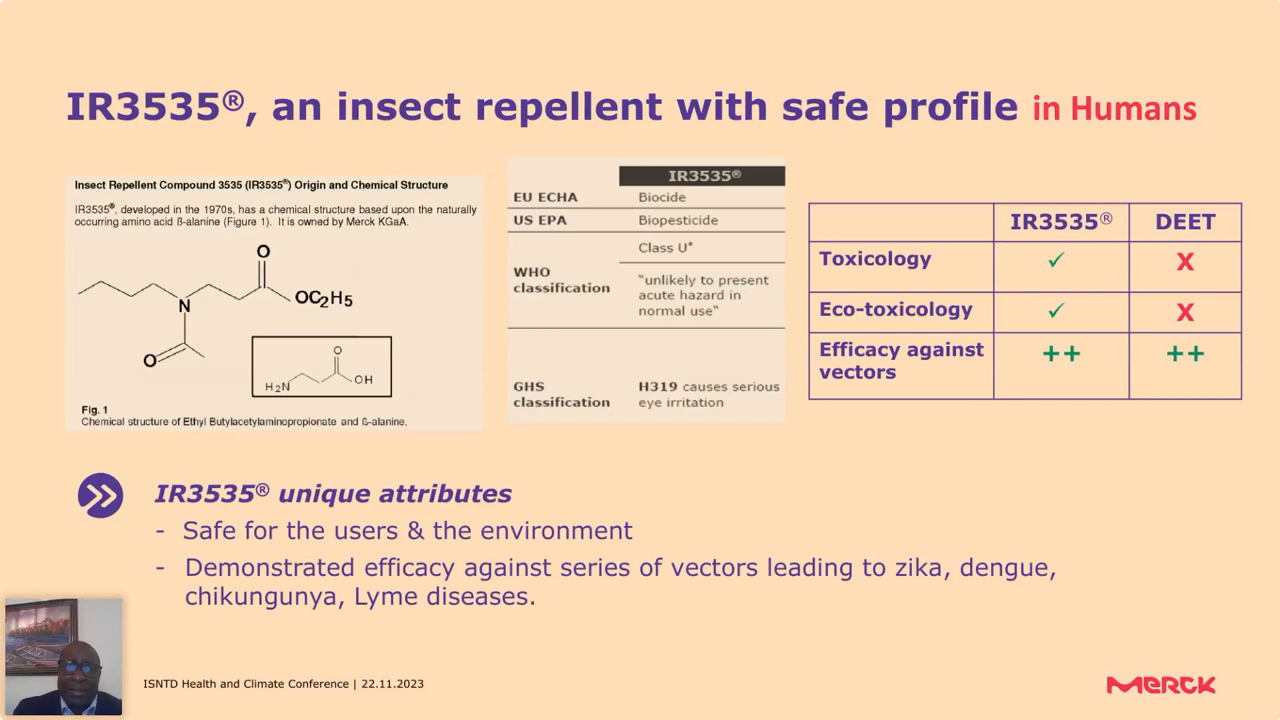 IR3535®, an insect repellent with safe profile in Humans
Insect Repellent Compound 3535 (IR3535®) Origin and Chemical Structure
IR3535®, developed in the 1970s, has a chemical structure based upon the naturally
occurring amino acid ß-alanine (Figure 1). It is owned by Merck KGaA.
O
N
OC2H5
O
O
H2N
OH
Fig. 1
Chemical structure of Ethyl Butylacetylaminopropionate and ß-alanine.
IR3535®
EU ECHA Biocide
US EPA Biopesticide
WHO
classification
Class U*
"unlikely to present
acute hazard in
normal use"
GHS
classification
H319 causes serious
eye irritation
IR3535® DEET
Toxicology ✓ X
Eco-toxicology ✓ X
Efficacy against
vectors
++ ++
IR3535® unique attributes
- Safe for the users & the environment
- Demonstrated efficacy against series of vectors leading to zika, dengue,
chikungunya, Lyme diseases.
ISNTD Health and Climate Conference | 22.11.2023
MERCK